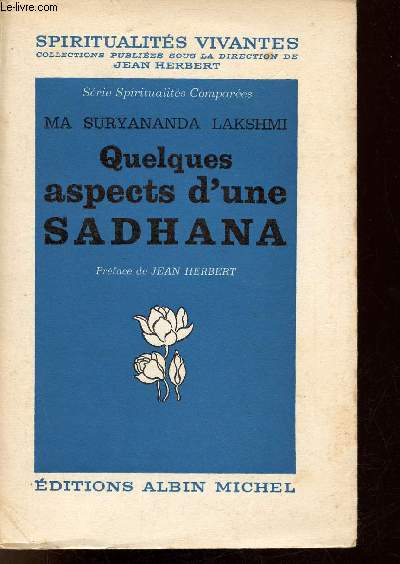 www.le-livre.com
SPIRITUALITÉS VIVANTES
COLLECTIONS PUBLIÉES SOUS LA DIRECTION DE
JEAN HERBERT
Série Spiritualités Comparées
MA SURYANANDA LAKSHMI
Quelques
aspects d'une
SADHANA
Préface de JEAN HERBERT
ÉDITIONS ALBIN MICHEL